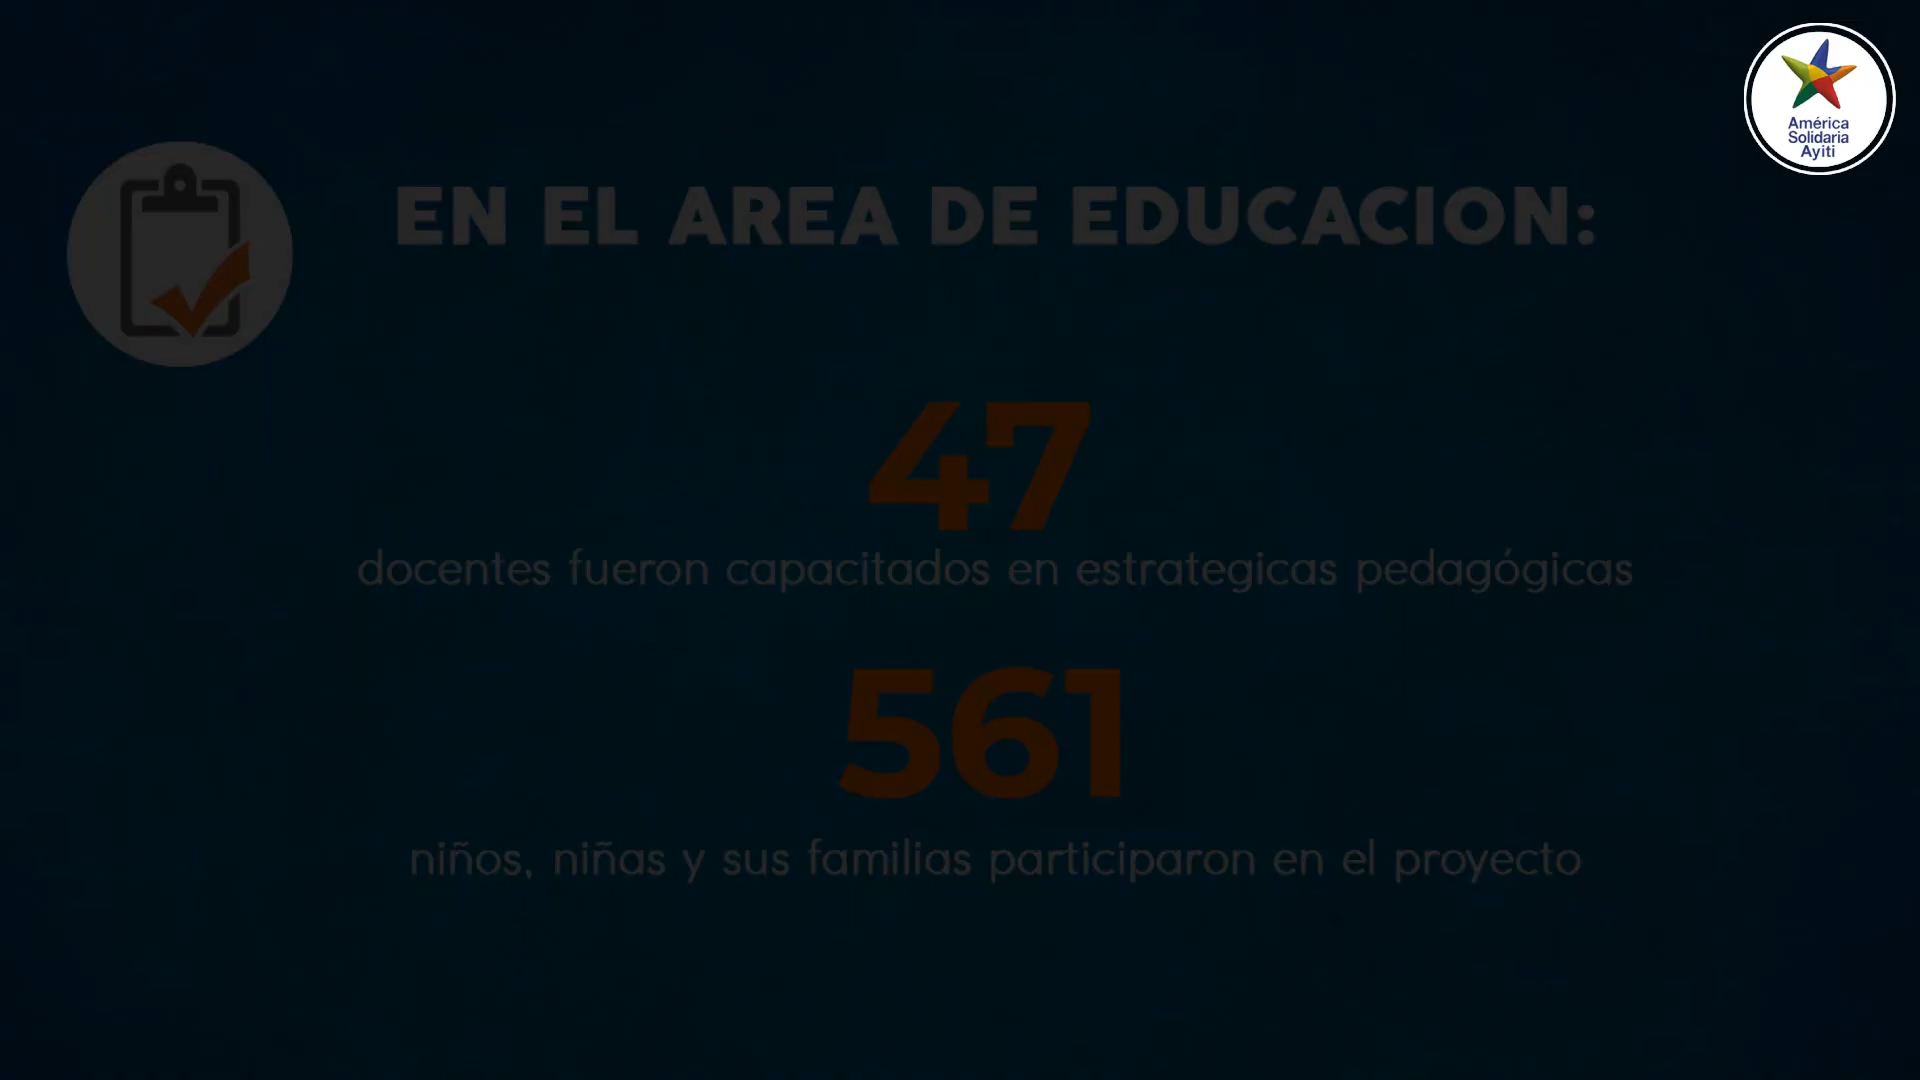 América
Solidaria
Ayiti
EN EL AREA DE EDUCACION:
47
docentes fueron capacitados en estrategicas pedagógicas
561
niños, niñas y sus familias participaron en el proyecto